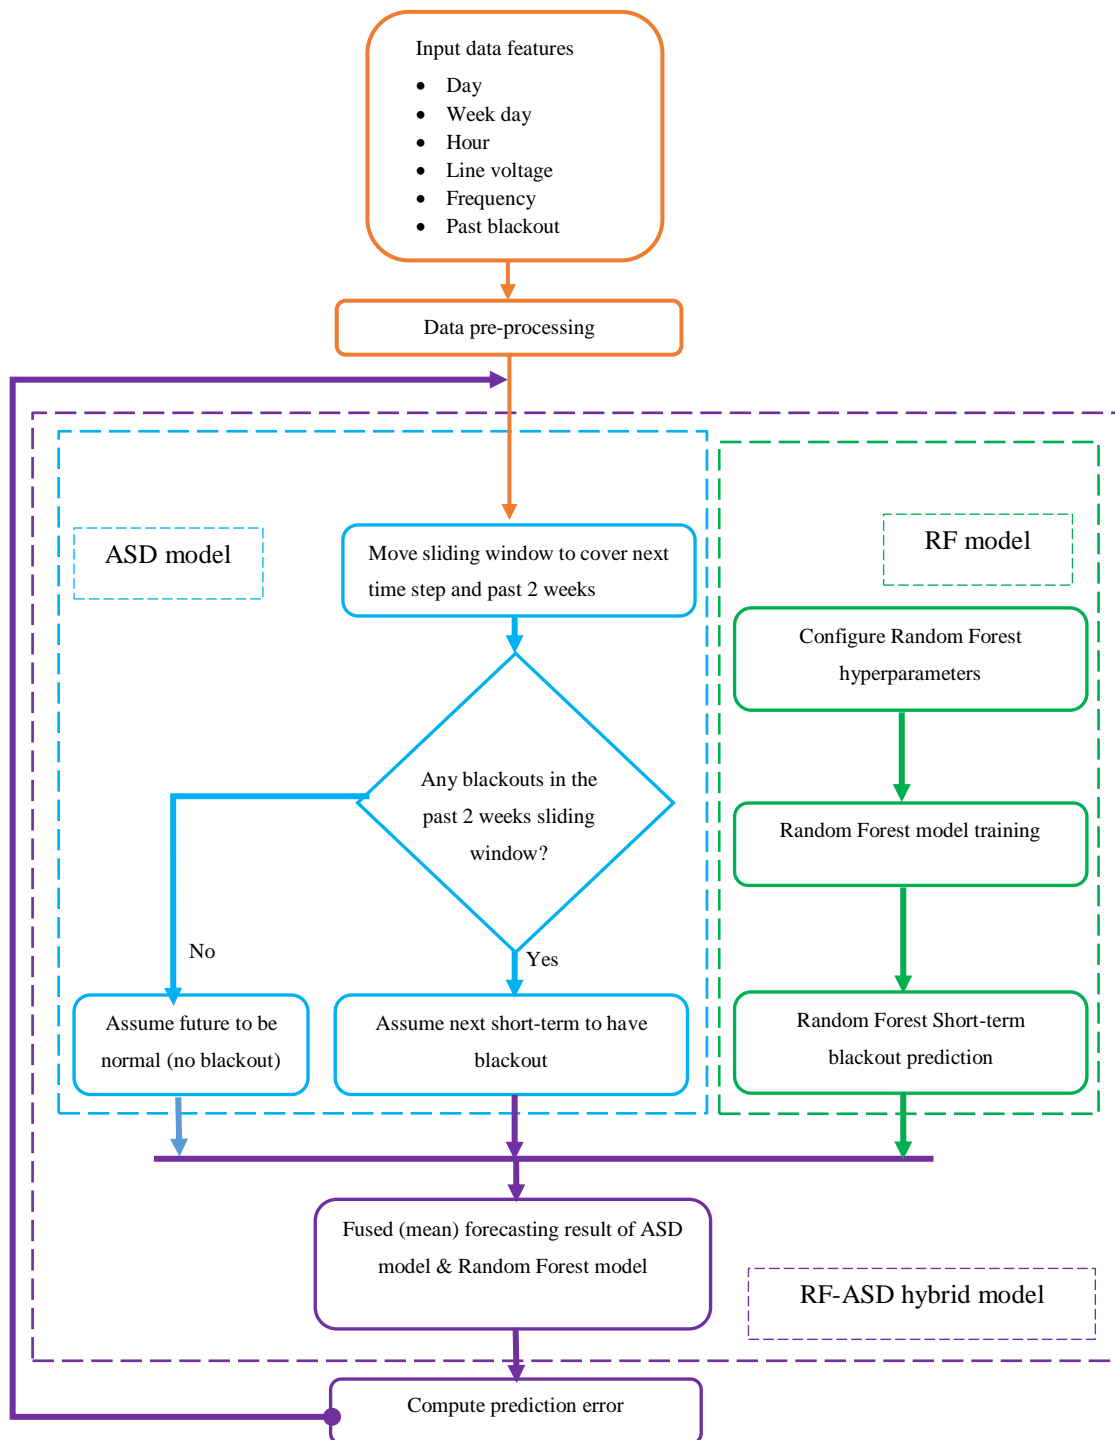 Input data features
• Day
• Week day
• Hour
• Line voltage
• Frequency
• Past blackout
Data pre-processing
ASD model
Move sliding window to cover next
time step and past 2 weeks
RF model
Configure Random Forest
hyperparameters
Any blackouts in the
past 2 weeks sliding
window?
Random Forest model training
No
Yes
Assume future to be
normal (no blackout)
Assume next short-term to have
blackout
Random Forest Short-term
blackout prediction
Fused (mean) forecasting result of ASD
model & Random Forest model
RF-ASD hybrid model
Compute prediction error